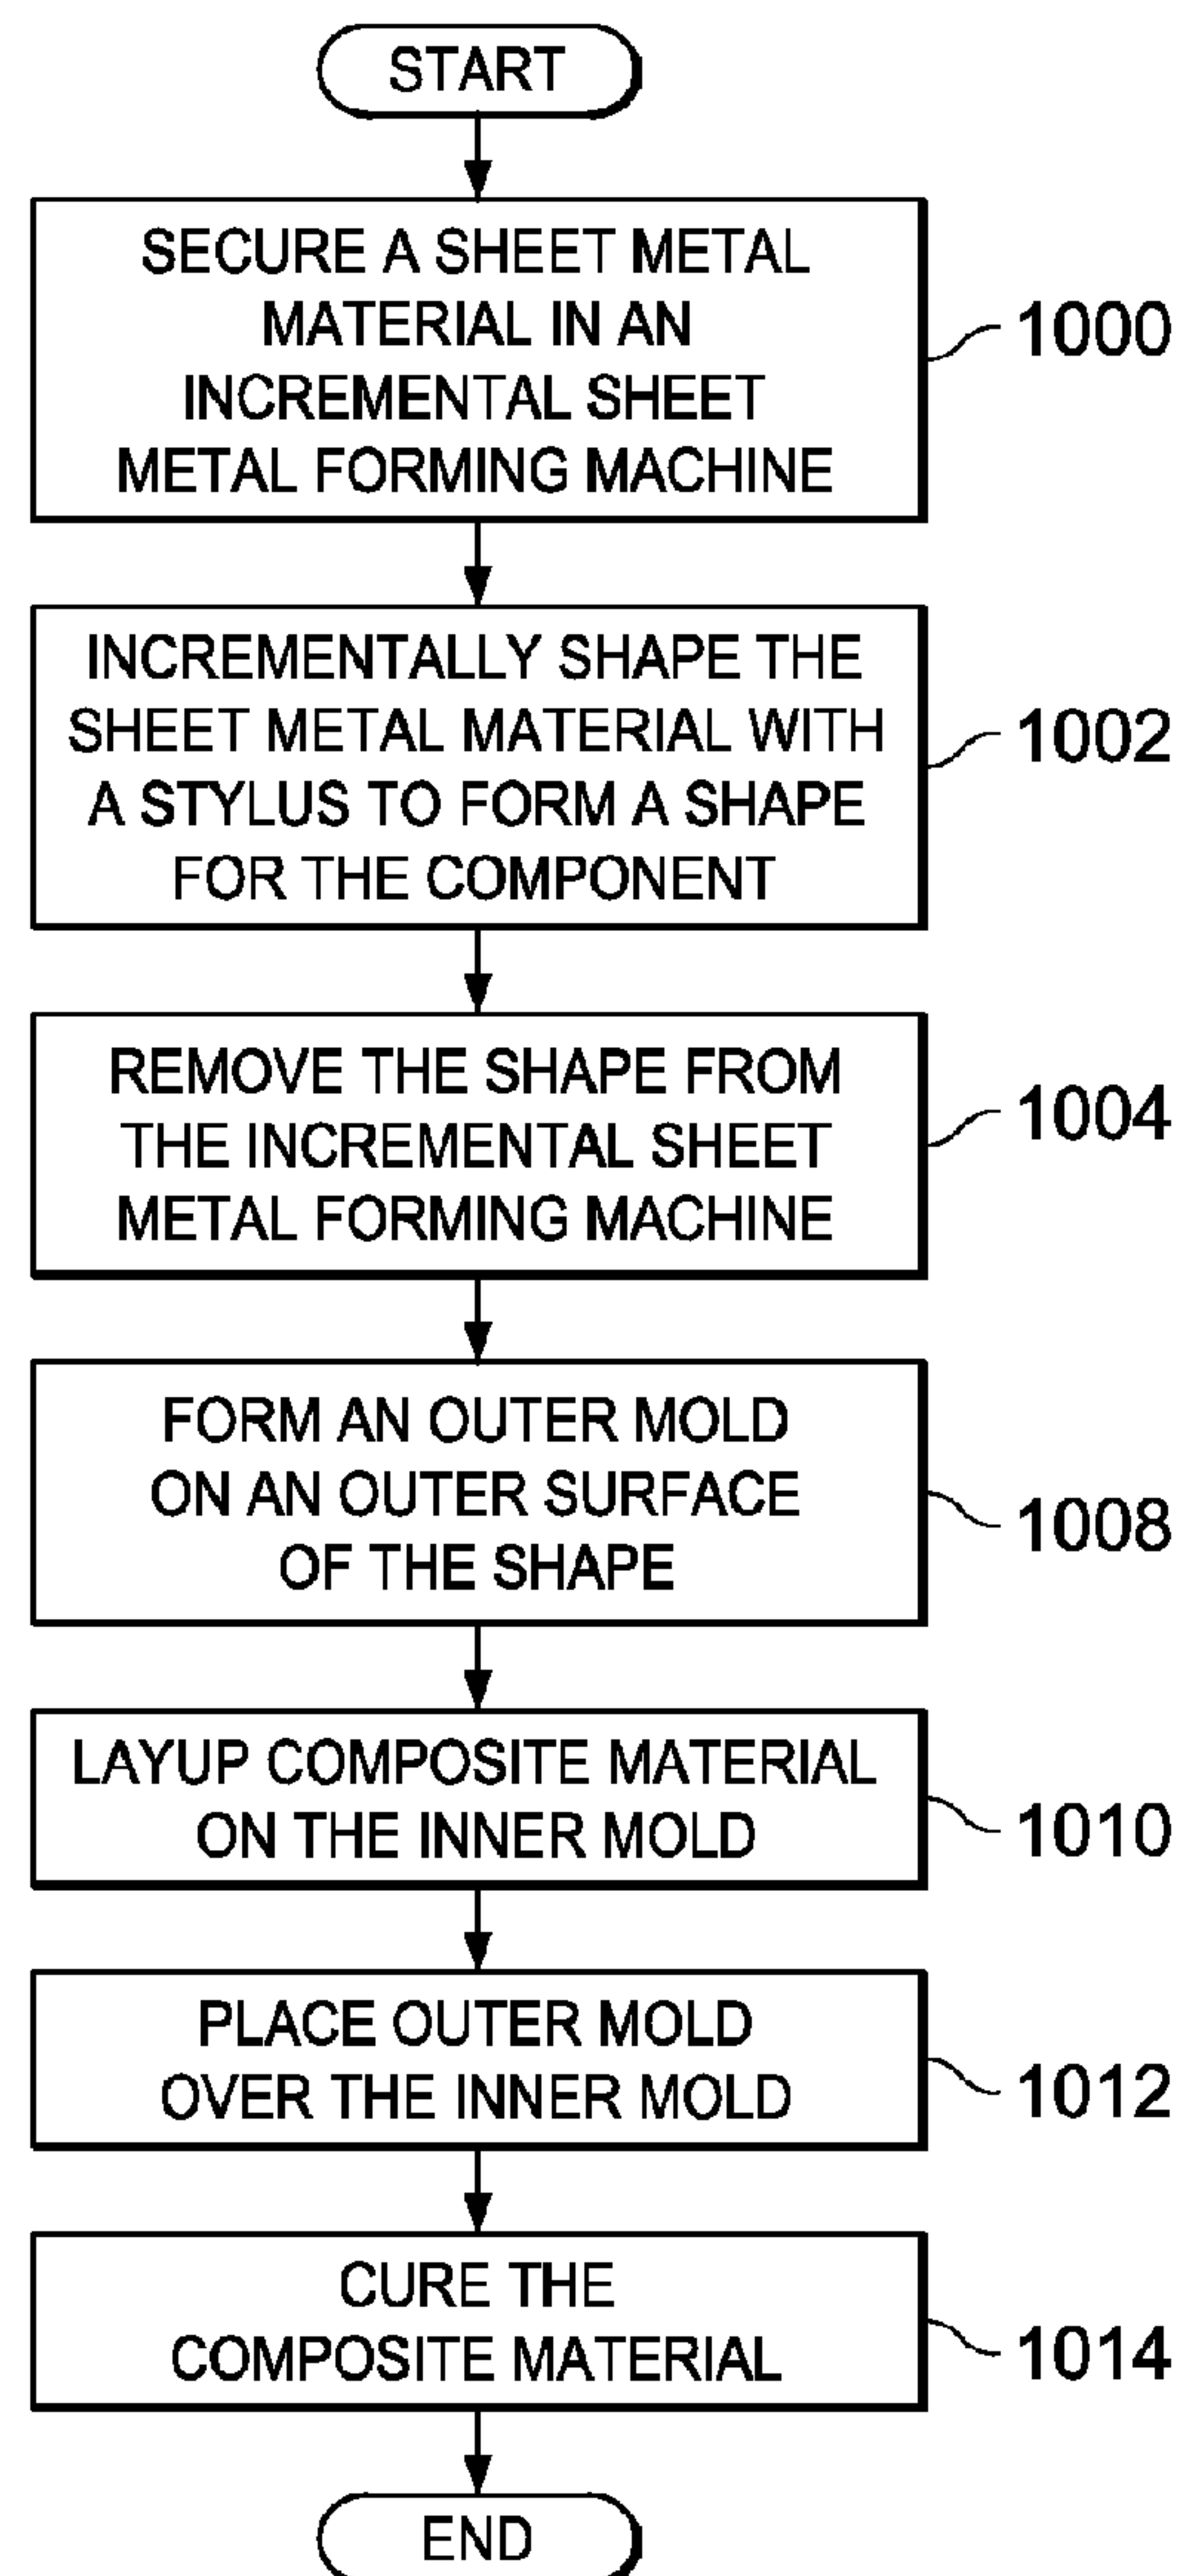 START
SECURE A SHEET METAL
MATERIAL IN AN
INCREMENTAL SHEET
METAL FORMING MACHINE
1000
INCREMENTALLY SHAPE THE
SHEET METAL MATERIAL WITH
A STYLUS TO FORM A SHAPE
FOR THE COMPONENT
1002
REMOVE THE SHAPE FROM
THE INCREMENTAL SHEET
METAL FORMING MACHINE
1004
FORM AN OUTER MOLD
ON AN OUTER SURFACE
OF THE SHAPE
1008
LAYUP COMPOSITE MATERIAL
ON THE INNER MOLD
1010
PLACE OUTER MOLD
OVER THE INNER MOLD
1012
CURE THE
COMPOSITE MATERIAL
1014
END